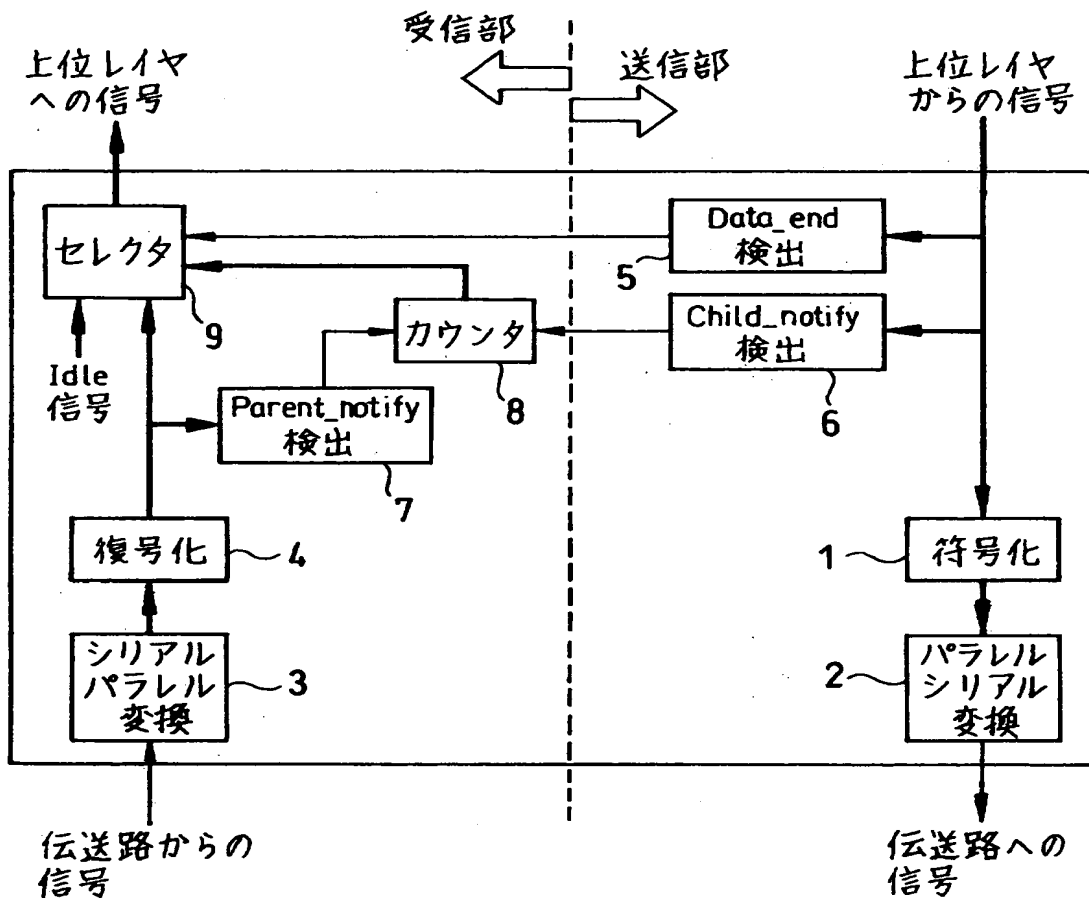 受信部
送信部
上位レイヤ
への信号
上位レイヤ
からの信号
セレクタ
9
Data_end
検出
5
カウンタ
8
Child_notify
検出
6
Idle
信号
Parent_notify
検出
7
復号化
4
1
符号化
シリアル
パラレル
変換
3
2
パラレル
シリアル
変換
伝送路からの
信号
伝送路への
信号